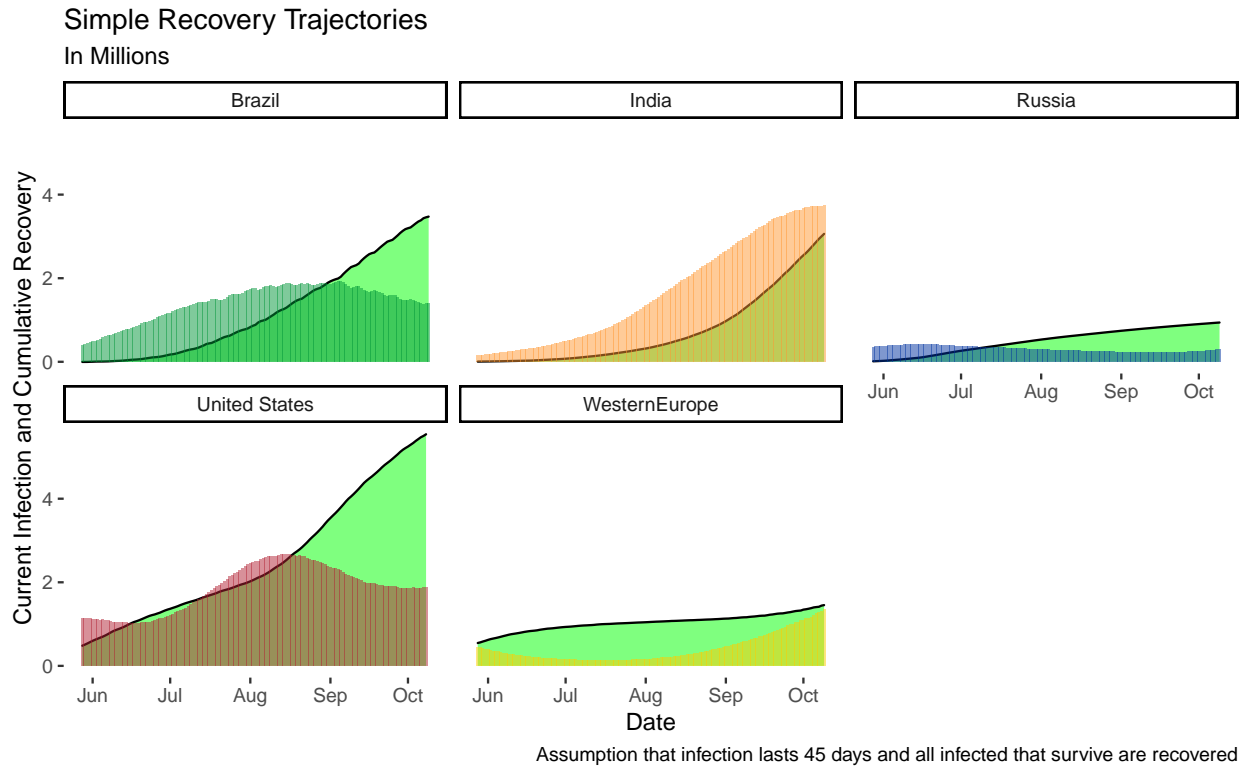 Simple Recovery Trajectories
In Millions
Brazil
India
Russia
Current Infection and Cumulative Recovery
4
2
0
Jun Jul Aug Sep Oct
United States
WesternEurope
4
2
0
Jun Jul Aug Sep Oct
Jun Jul Aug Sep Oct
Date
Assumption that infection lasts 45 days and all infected that survive are recovered